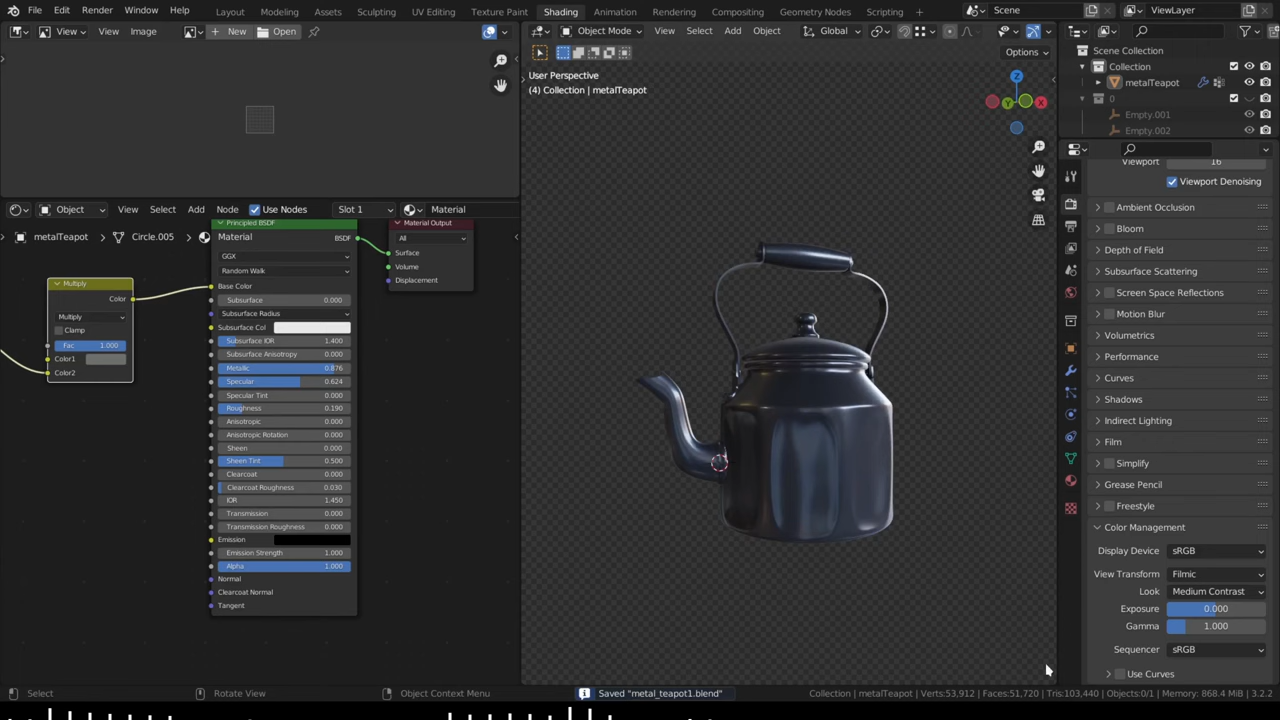 File Edit Render Window Help Layout Modeling Sculpting UV Editing Texture Paint Shading Animation Rendering Compositing Geometry Nodes Scripting Scene ViewLayer
View View Image New Open
Object Mode View Select Add Object Global
Options
User Perspective
(4) Collection | metalTeapot
Z
Y X
Scene Collection
Collection
metalTeapot
0
Empty.001
Empty.002
Object View Select Add Node Use Nodes Slot 1 Material
metalTeapot > Circle.005
Multiply
Color
Multiply
Clamp
Fac 1.000
Color1
Color2
Principled BSDF
Material BSDF
GGX
Random Walk
Base Color
Subsurface 0.000
Subsurface Radius
Subsurface Col
Subsurface IOR 1.400
Subsurface Anisotropy 0.000
Metallic 0.876
Specular 0.624
Specular Tint 0.000
Roughness 0.190
Anisotropic 0.000
Anisotropic Rotation 0.000
Sheen 0.000
Sheen Tint 0.500
Clearcoat 0.000
Clearcoat Roughness 0.030
IOR 1.450
Transmission 0.000
Transmission Roughness 0.000
Emission
Emission Strength 1.000
Alpha 1.000
Normal
Clearcoat Normal
Tangent
Material Output
All
Surface
Volume
Displacement
Viewport 16
Viewport Denoising
Ambient Occlusion
Bloom
Depth of Field
Subsurface Scattering
Screen Space Reflections
Motion Blur
Volumetrics
Performance
Curves
Shadows
Indirect Lighting
Film
Simplify
Grease Pencil
Freestyle
Color Management
Display Device sRGB
View Transform Filmic
Look Medium Contrast
Exposure 0.000
Gamma 1.000
Sequencer sRGB
Use Curves
Select Rotate View Object Context Menu Saved "metal_teapot1.blend" Collection | metalTeapot | Verts:53,912 | Faces:51,720 | Tris:103,440 | Objects:0/1 | Memory: 868.4 MiB | 3.2.2